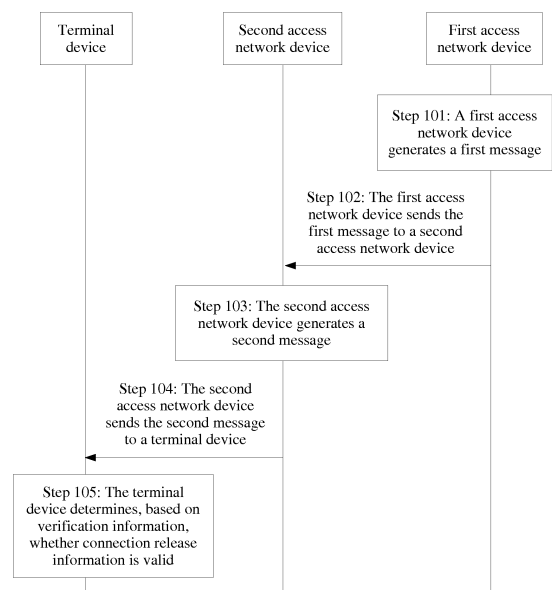 Terminal
device
Second access
network device
First access
network device
Step 101: A first access
network device
generates a first message
Step 102: The first access
network device sends the
first message to a second
access network device
Step 103: The second access
network device generates a
second message
Step 104: The second
access network device
sends the second message
to a terminal device
Step 105: The terminal
device determines, based on
verification information,
whether connection release
information is valid